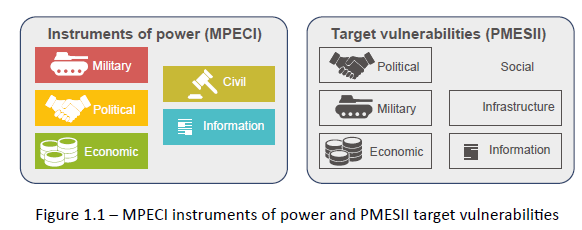 Instruments of power (MPECI)
Military
Political
Economic
Civil
Information
Target vulnerabilities (PMESII)
Political
Military
Economic
Social
Infrastructure
Information
Figure 1.1 – MPECI instruments of power and PMESII target vulnerabilities